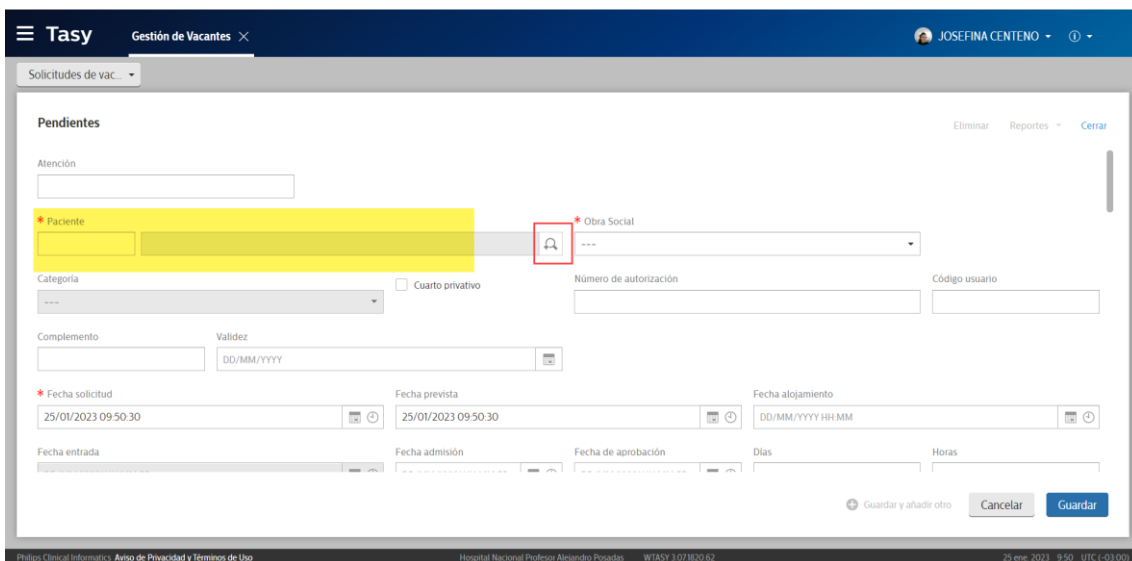 Tasy Gestión de Vacantes JOSEFINA CENTENO
Solicitudes de vac...
Pendientes Eliminar Reportes Cerrar
Atención
* Paciente * Obra Social
---
Categoría Cuarto privativo Número de autorización Código usuario
---
Complemento Validez
DD/MM/YYYY
* Fecha solicitud Fecha prevista Fecha alojamiento
25/01/2023 09:50:30 25/01/2023 09:50:30 DD/MM/YYYY HH:MM
Fecha entrada Fecha admisión Fecha de aprobación Días Horas
Guardar y añadir otro Cancelar Guardar
Philips Clinical Informatics Aviso de Privacidad y Términos de Uso Hospital Nacional Profesor Alejandro Posadas WTASY 3.07.1820.62 25 ene. 2023 9:50 UTC (-03:00)